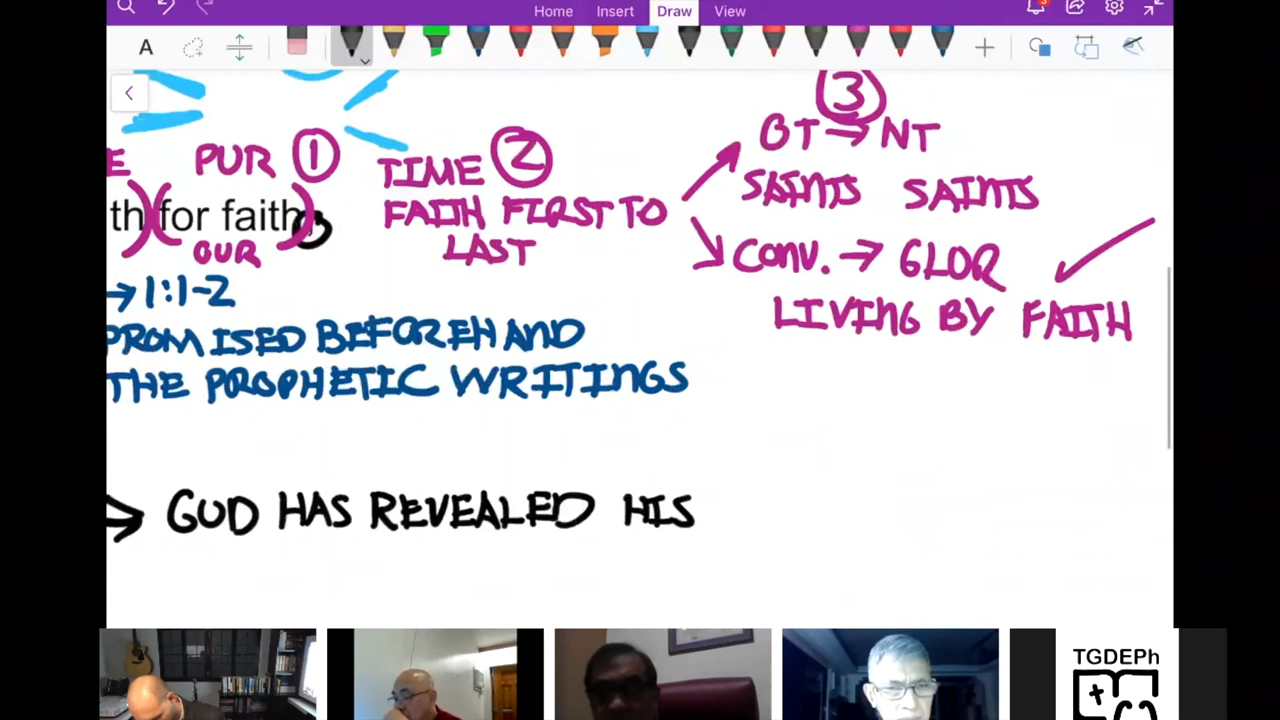 Home Insert Draw View
A
3
OT → NT
SAINTS SAINTS
E PUR 1
TIME 2
th)(for faith)
FAITH FIRST TO
LAST
OUR
CONV. → GLOR
LIVING BY FAITH
→ 1:1-2
PROMISED BEFOREHAND
THE PROPHETIC WRITINGS
→ GOD HAS REVEALED HIS
TGDEPh